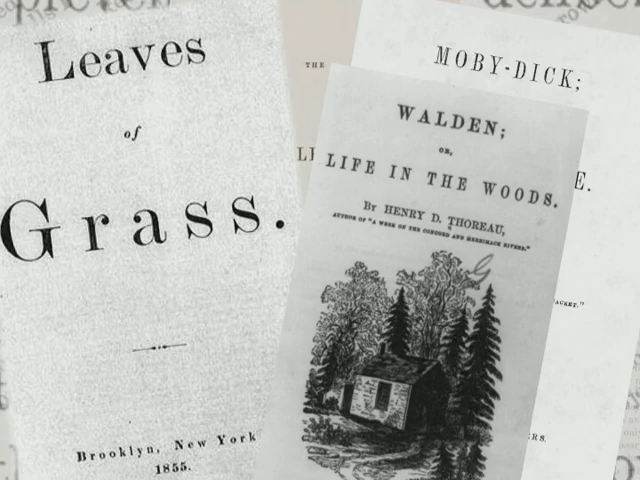 Leaves
of
Grass.
Brooklyn, New York
1855.
THE
MOBY-DICK;
WALDEN;
OR,
LIFE IN THE WOODS.
By HENRY D. THOREAU,
AUTHOR OF "A WEEK ON THE CONCORD AND MERRIMACK RIVERS."
E.